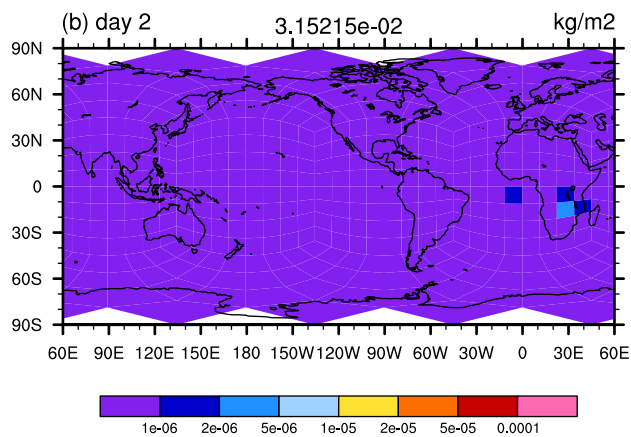 (b) day 2 3.15215e-02 kg/m2
90N
60N
30N
0
30S
60S
90S
60E 90E 120E 150E 180 150W 120W 90W 60W 30W 0 30E 60E
1e-06 2e-06 5e-06 1e-05 2e-05 5e-05 0.0001